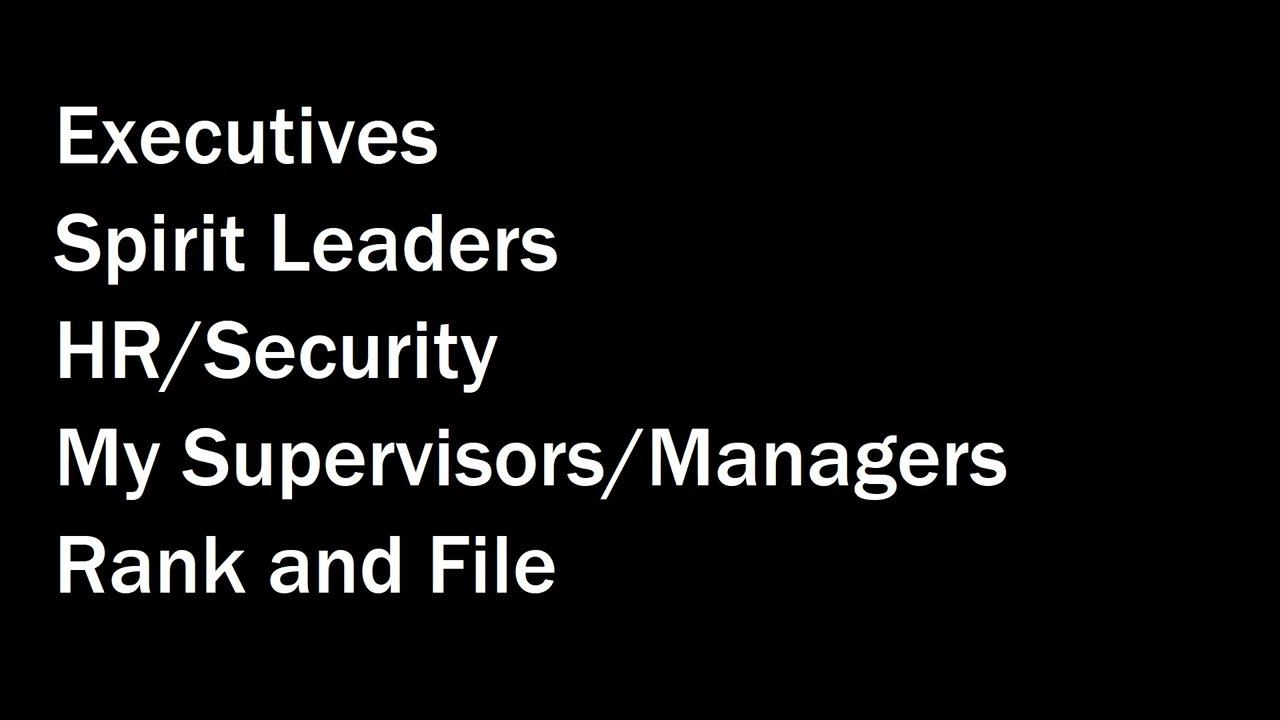 Executives
Spirit Leaders
HR/Security
My Supervisors/Managers
Rank and File